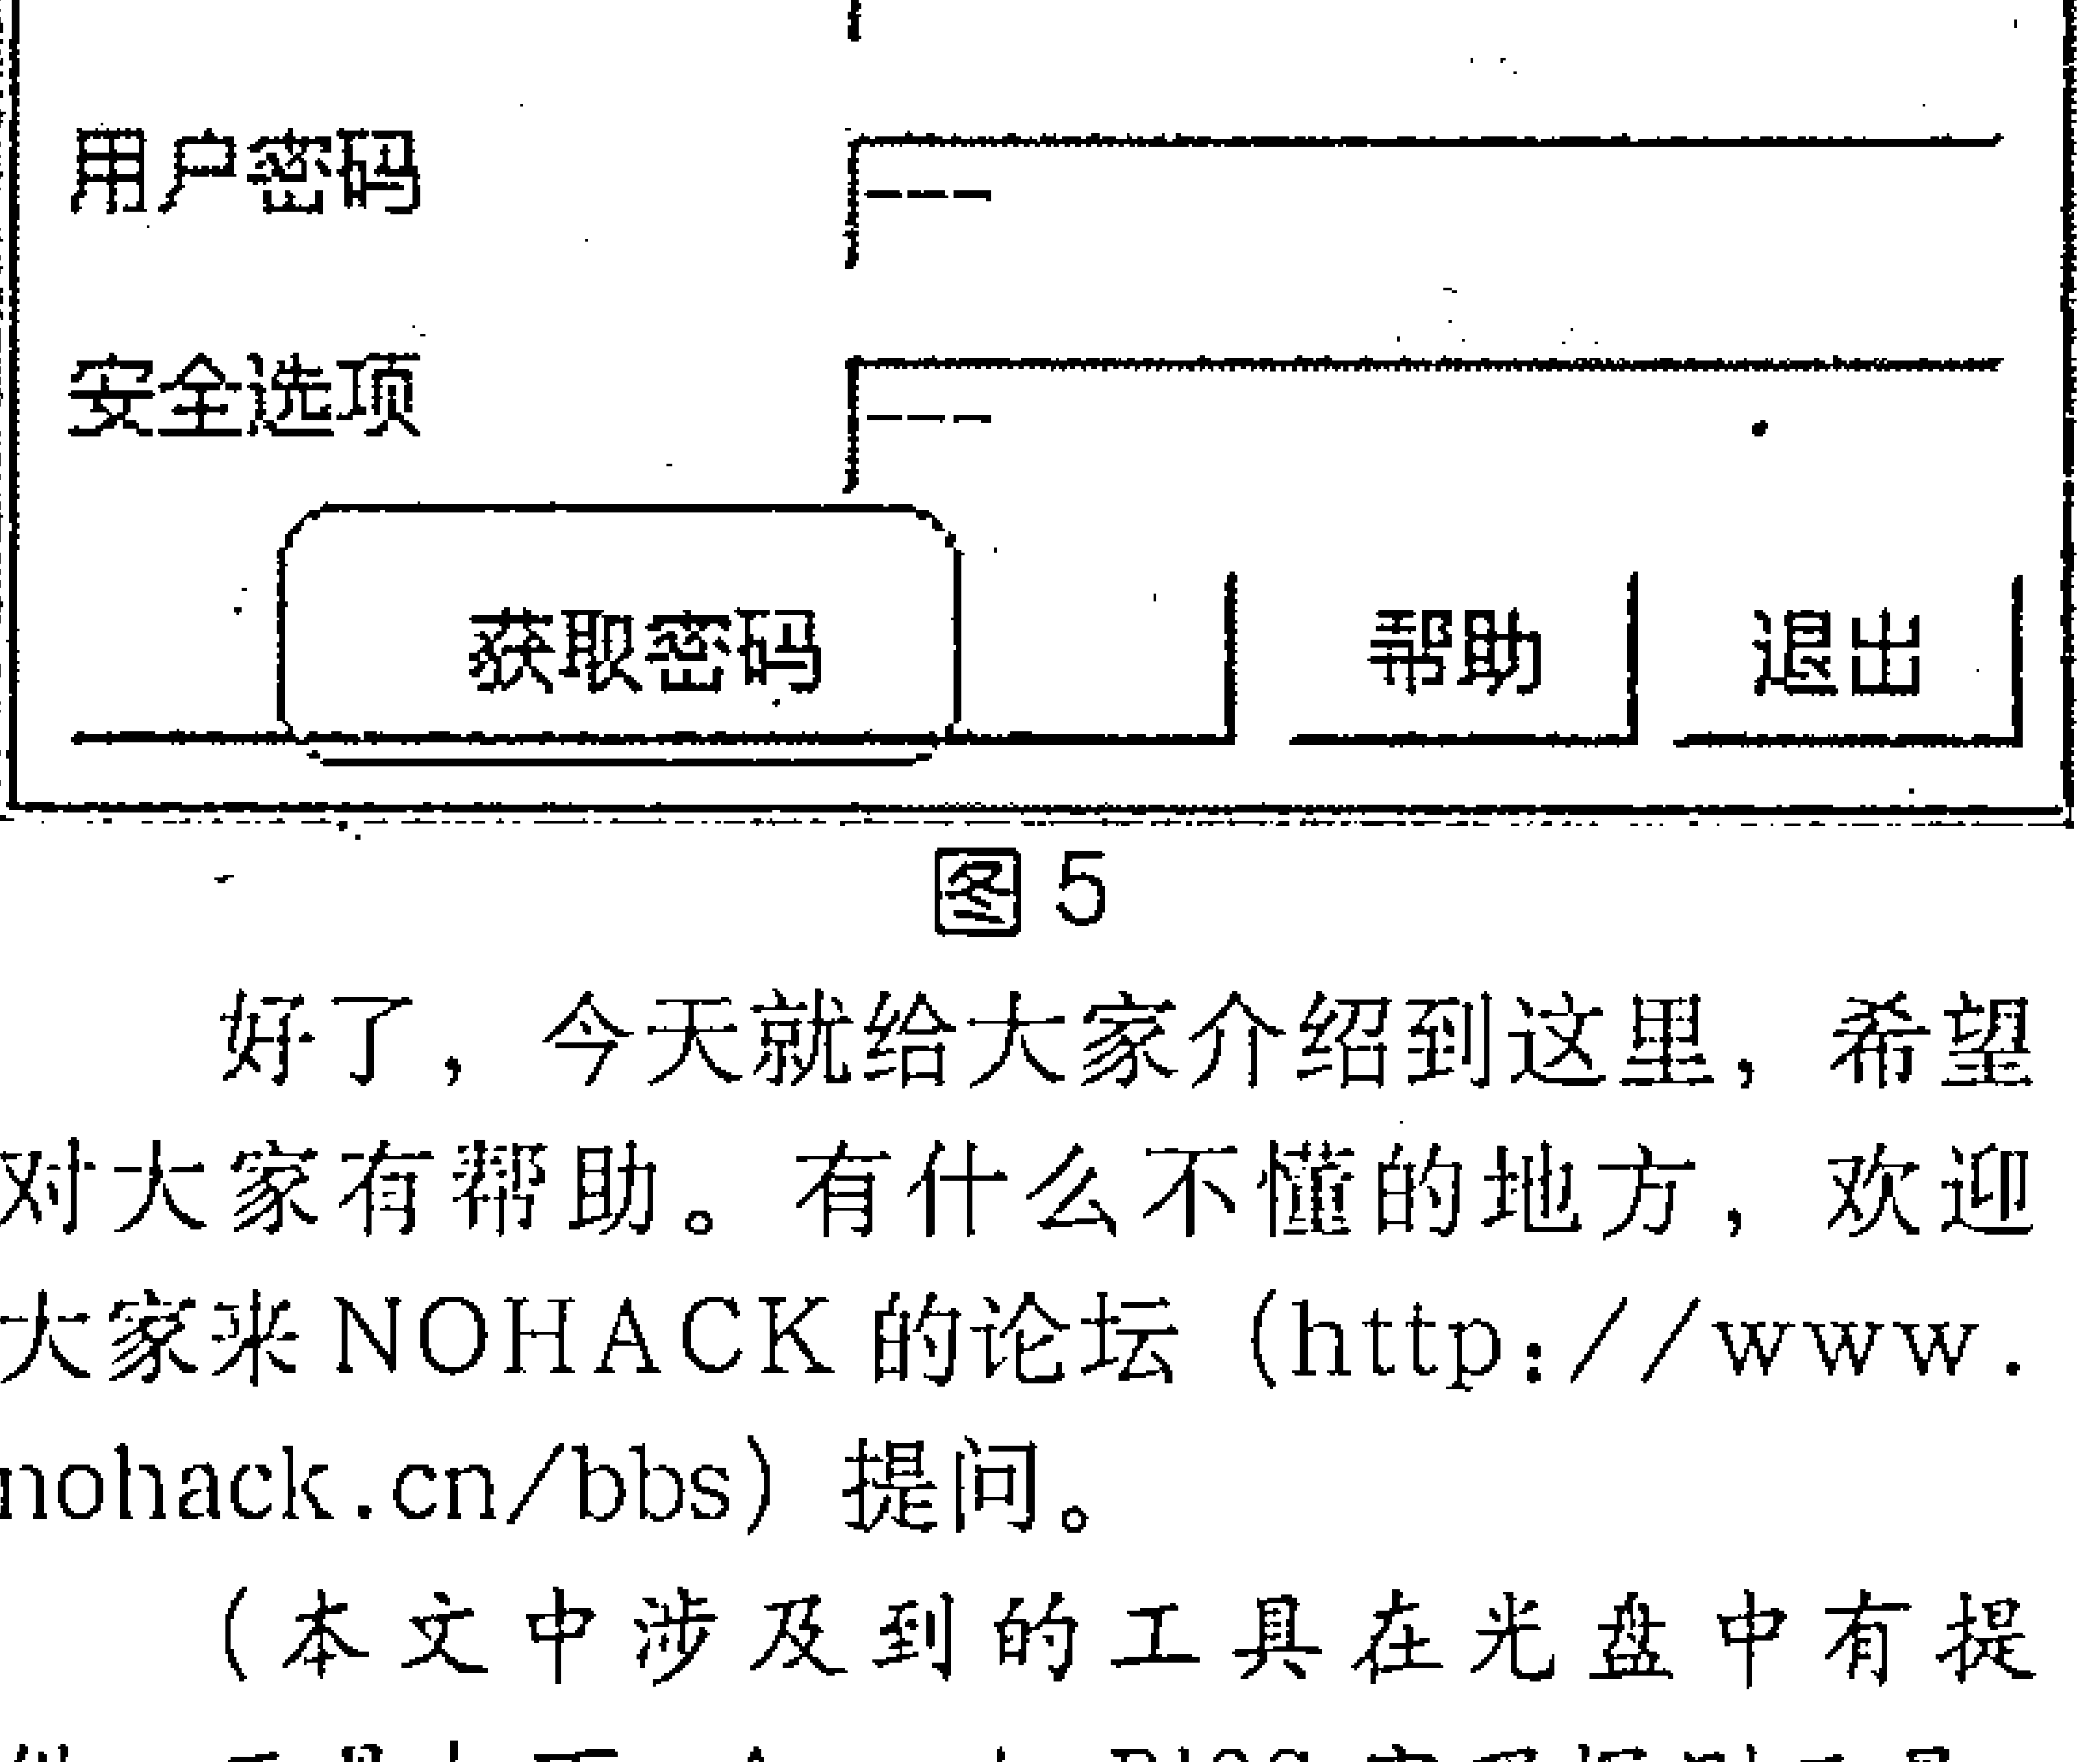 用户密码 ---
安全选项 ---
获取密码 帮助 退出
图5
好了，今天就给大家介绍到这里，希望
对大家有帮助。有什么不懂的地方，欢迎
大家来NOHACK的论坛（http://www.
nohack.cn/bbs）提问。
（本文中涉及到的工具在光盘中有提